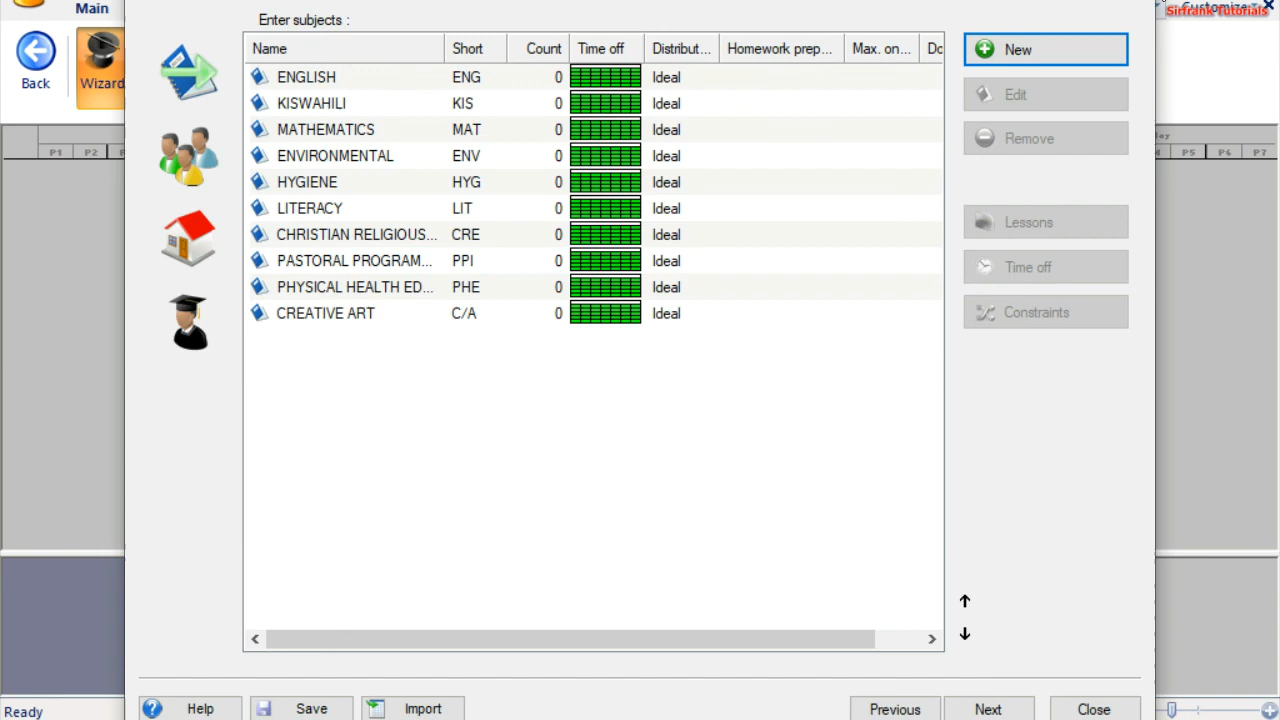 Main
Customize
Sirfrank Tutorials
Back
Wizard
Enter subjects :
Name Short Count Time off Distribut... Homework prep... Max. on... Do
ENGLISH ENG 0 Ideal
KISWAHILI KIS 0 Ideal
MATHEMATICS MAT 0 Ideal
ENVIRONMENTAL ENV 0 Ideal
HYGIENE HYG 0 Ideal
LITERACY LIT 0 Ideal
CHRISTIAN RELIGIOUS... CRE 0 Ideal
PASTORAL PROGRAM... PPI 0 Ideal
PHYSICAL HEALTH ED... PHE 0 Ideal
CREATIVE ART C/A 0 Ideal
New
Edit
Remove
Lessons
Time off
Constraints
P1 P2
P5 P6 P7
Help Save Import Previous Next Close
Ready